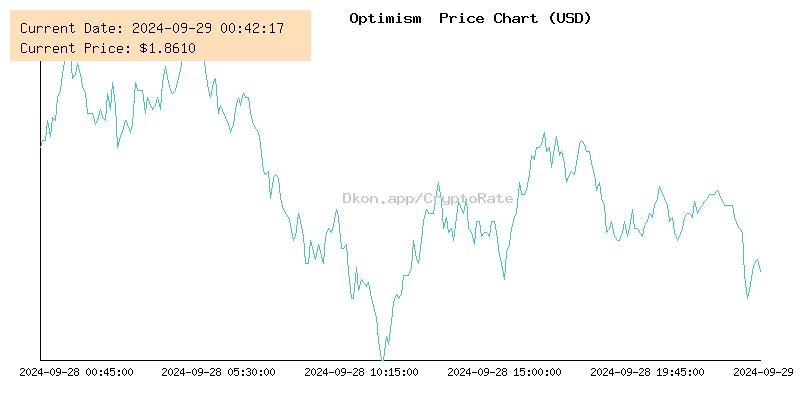 Optimism  Price Chart (USD)
Current Date: 2024-09-29 00:42:17
Current Price: $1.8610
Dkon.app/CryptoRate
2024-09-28 00:45:00 2024-09-28 05:30:00 2024-09-28 10:15:00 2024-09-28 15:00:00 2024-09-28 19:45:00 2024-09-29